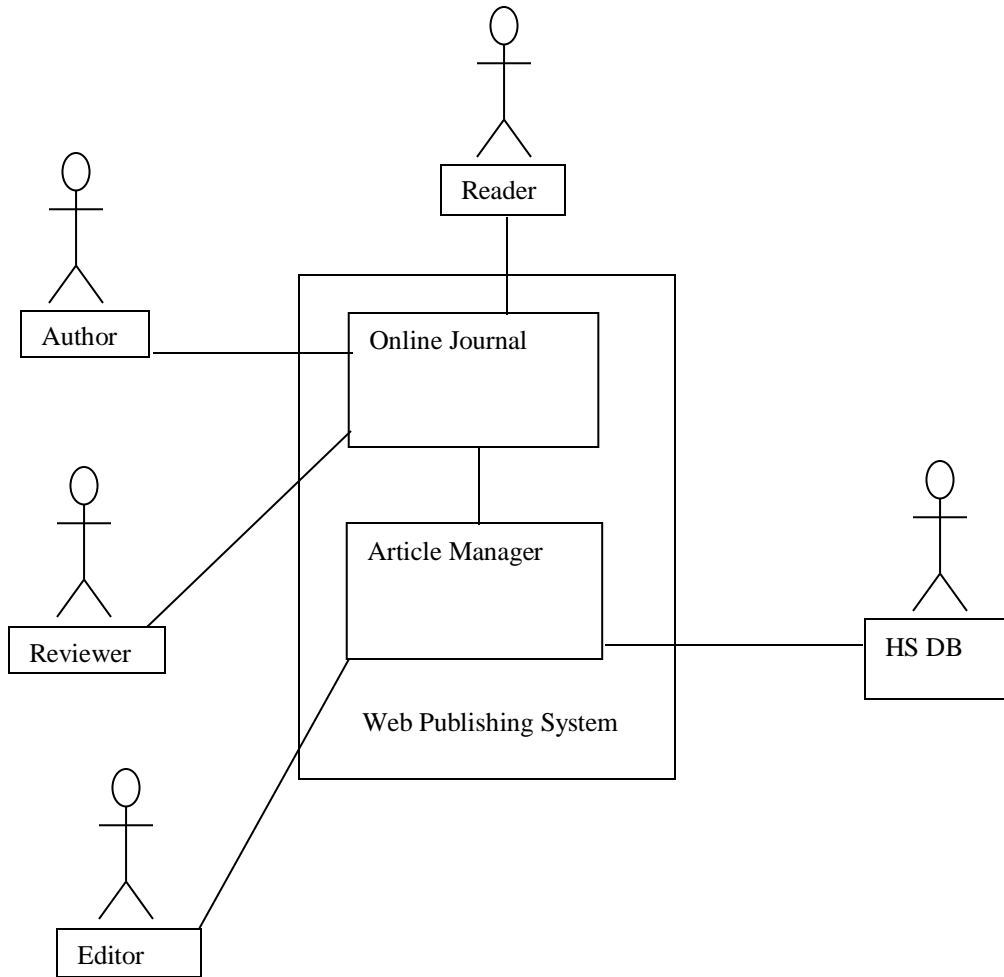 Reader
Author
Online Journal
Reviewer
Article Manager
HS DB
Web Publishing System
Editor